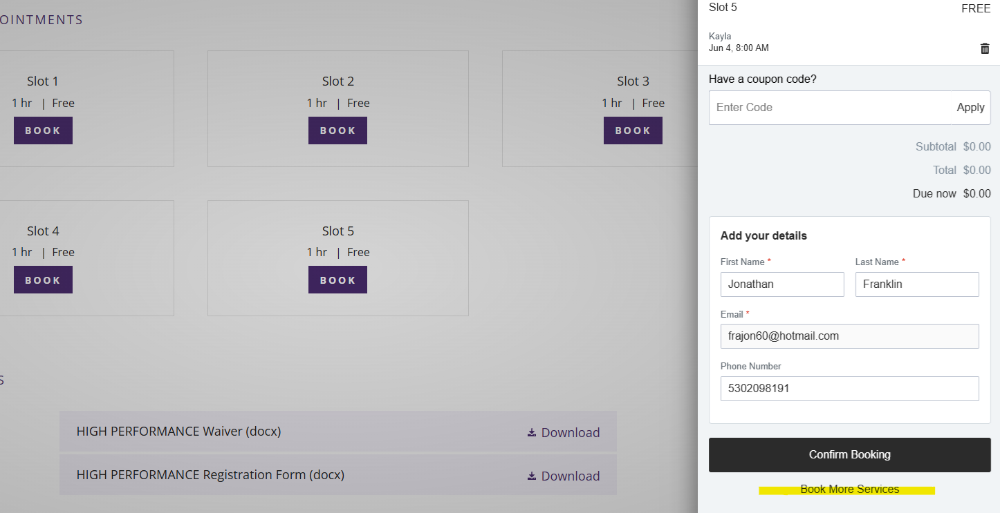 OINTMENTS
Slot 1
1 hr | Free
BOOK
Slot 2
1 hr | Free
BOOK
Slot 3
1 hr | Free
BOOK
Slot 4
1 hr | Free
BOOK
Slot 5
1 hr | Free
BOOK
S
HIGH PERFORMANCE Waiver (docx)
Download
HIGH PERFORMANCE Registration Form (docx)
Download
Slot 5 FREE
Kayla
Jun 4, 8:00 AM
Have a coupon code?
Enter Code Apply
Subtotal $0.00
Total $0.00
Due now $0.00
Add your details
First Name * Last Name *
Jonathan Franklin
Email *
frajon60@hotmail.com
Phone Number
5302098191
Confirm Booking
Book More Services